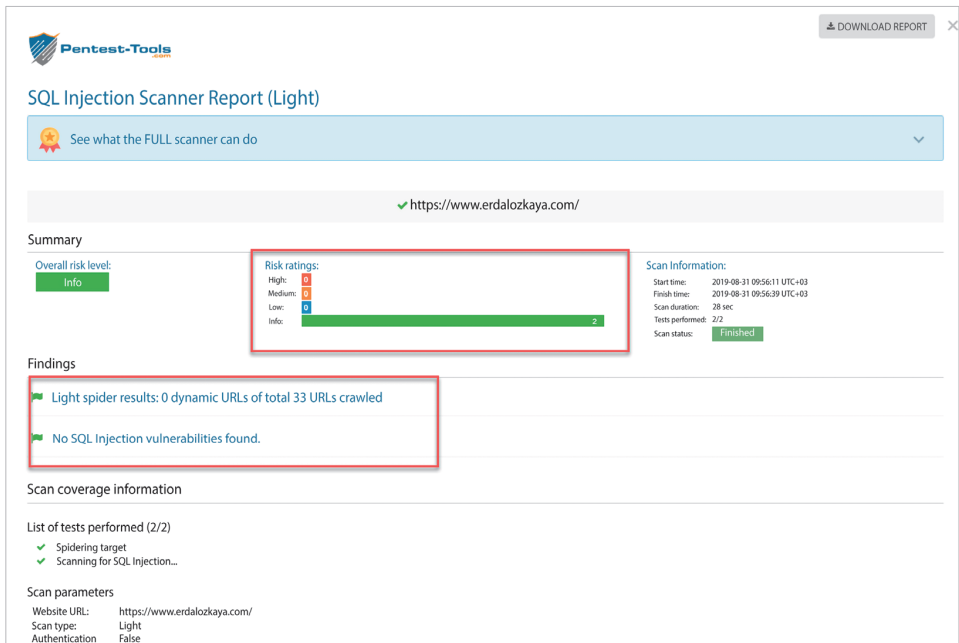 DOWNLOAD REPORT
Pentest-Tools
.com
SQL Injection Scanner Report (Light)
See what the FULL scanner can do
https://www.erdalozkaya.com/
Summary
Overall risk level:
Info
Risk ratings:
High: 0
Medium: 0
Low: 0
Info: 2
Scan Information:
Start time: 2019-08-31 09:56:11 UTC+03
Finish time: 2019-08-31 09:56:39 UTC+03
Scan duration: 28 sec
Tests performed: 2/2
Scan status: Finished
Findings
Light spider results: 0 dynamic URLs of total 33 URLs crawled
No SQL Injection vulnerabilities found.
Scan coverage information
List of tests performed (2/2)
Spidering target
Scanning for SQL Injection...
Scan parameters
Website URL: https://www.erdalozkaya.com/
Scan type: Light
Authentication False